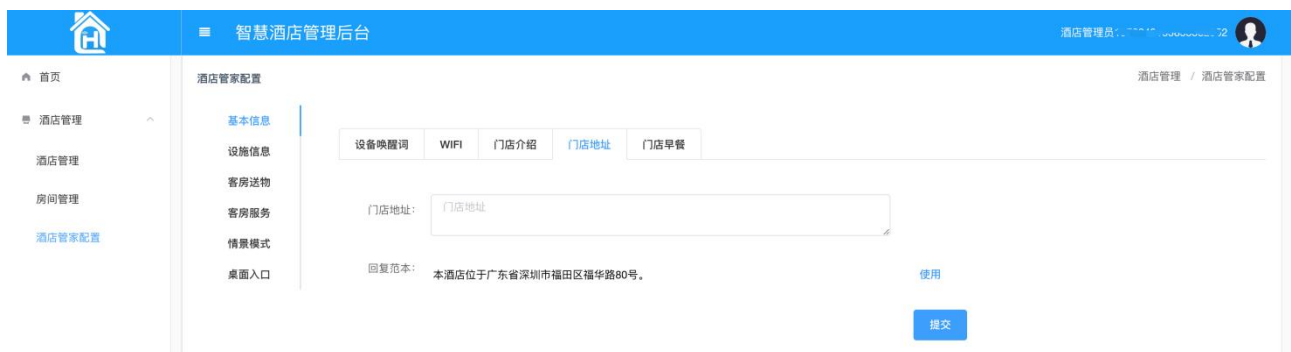 智慧酒店管理后台
酒店管理员
首页
酒店管家配置
酒店管理 / 酒店管家配置
酒店管理
酒店管理
房间管理
酒店管家配置
基本信息
设施信息
客房送物
客房服务
情景模式
桌面入口
设备唤醒词 WIFI 门店介绍 门店地址 门店早餐
门店地址： 门店地址
回复范本： 本酒店位于广东省深圳市福田区福华路80号。 使用
提交